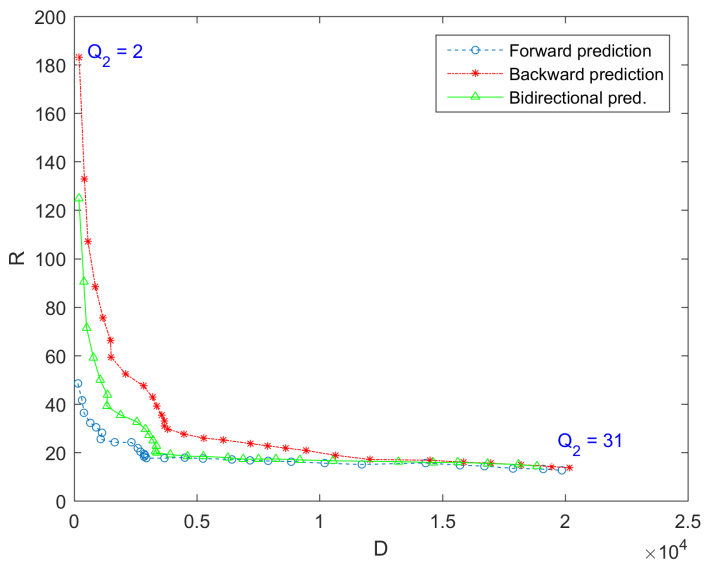 200
180
160
140
120
100
80
60
40
20
0
R
Q2 = 2
Forward prediction
Backward prediction
Bidirectional pred.
Q2 = 31
0 0.5 1 1.5 2 2.5
D
×10^4